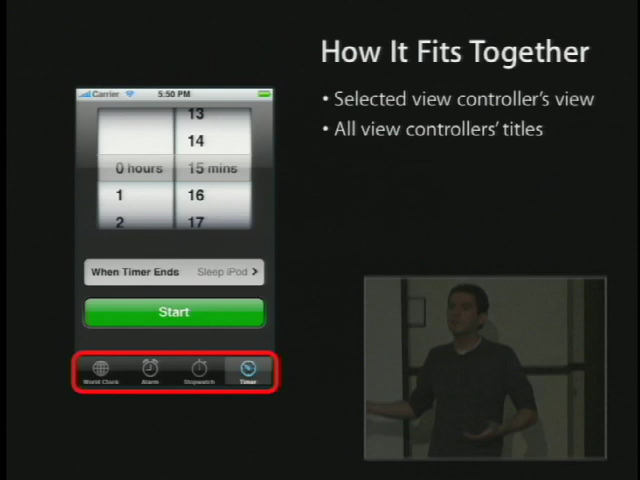 How It Fits Together
• Selected view controller's view
• All view controllers' titles
Carrier 5:50 PM
13
14
0 hours 15 mins
1 16
2 17
When Timer Ends Sleep iPod >
Start
World Clock Alarm Stopwatch Timer